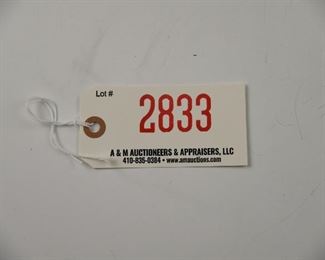 Lot #
2833
A & M AUCTIONEERS & APPRAISERS, LLC
410-835-0384 • www.amauctions.com